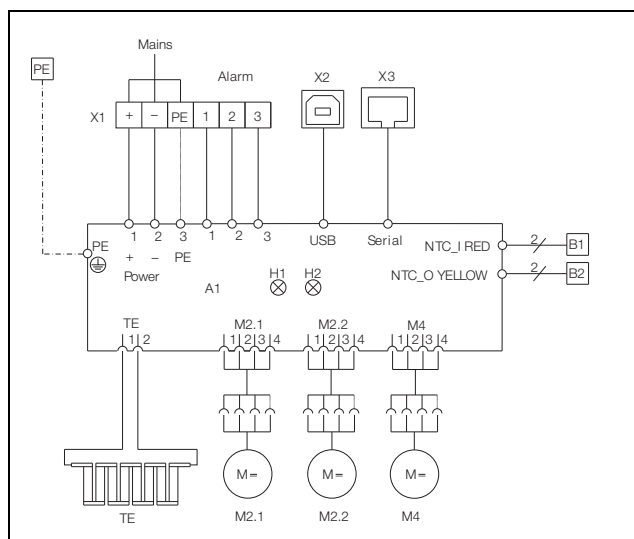 Mains
PE
Alarm
X2
X3
X1
+ − PE 1 2 3
1 2 3 1 2 3
USB
Serial
PE
+ − PE
Power
NTC_I RED
2
B1
NTC_O YELLOW
2
B2
A1
H1
H2
TE
M2.1
M2.2
M4
1 2
1 2 3 4
1 2 3 4
1 2 3 4
M=
M=
M=
TE
M2.1
M2.2
M4